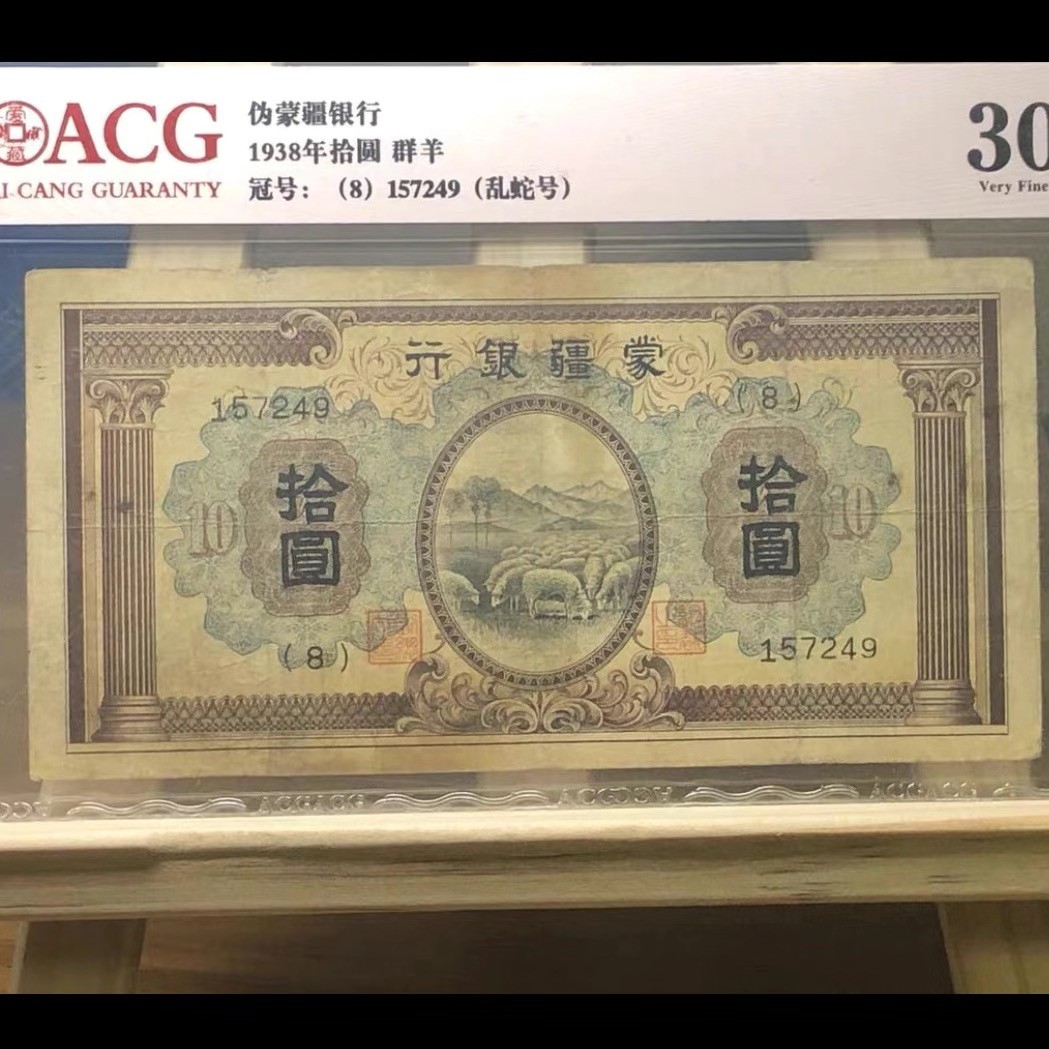 ACG
CANG GUARANTY
伪蒙疆银行
1938年拾圆 群羊
冠号：（8）157249（乱蛇号）
30
Very Fine
行銀疆蒙
157249
(8)
10
拾圓
拾圓
10
(8)
157249